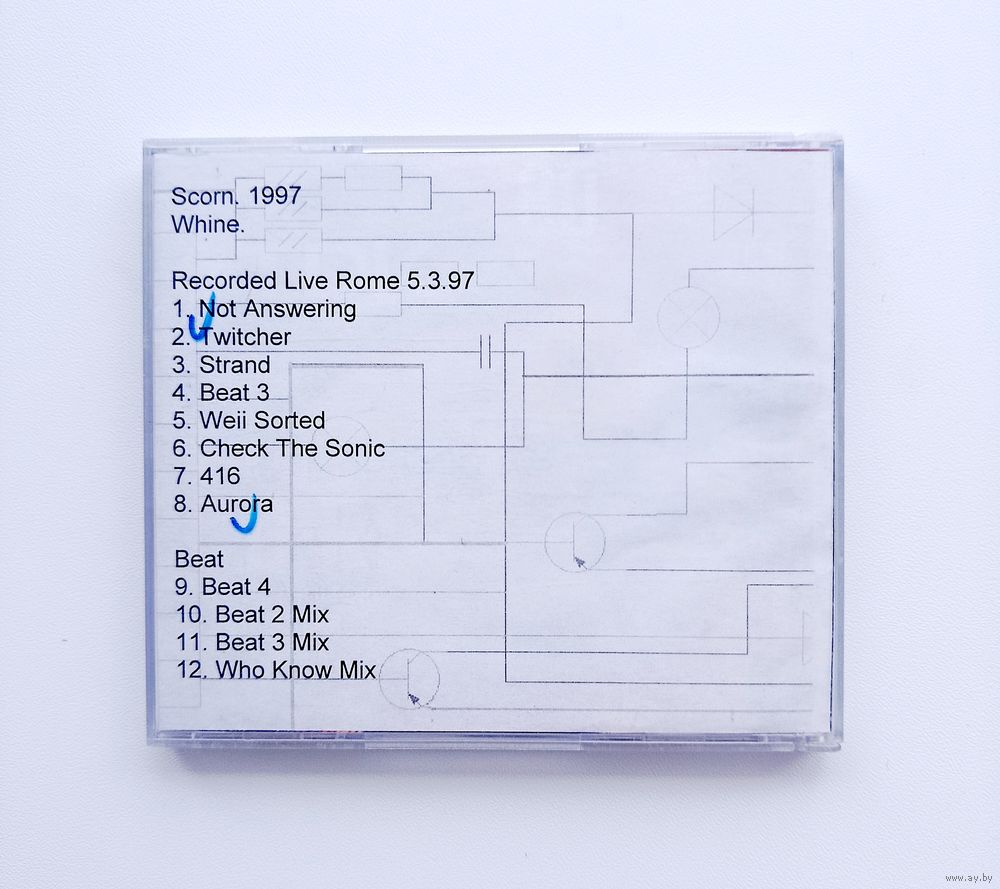 Scorn. 1997
Whine.
Recorded Live Rome 5.3.97
1. Not Answering
2. Twitcher
3. Strand
4. Beat 3
5. Weii Sorted
6. Check The Sonic
7. 416
8. Aurora
Beat
9. Beat 4
10. Beat 2 Mix
11. Beat 3 Mix
12. Who Know Mix
www.ay.by